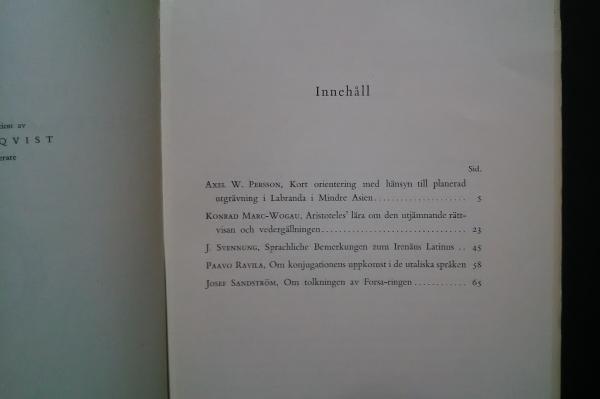 av
QVIST
Innehåll
Sid.
Axel W. Persson, Kort orientering med hänsyn till planerad
utgrävning i Labranda i Mindre Asien .................... 5
Konrad Marc-Wogau, Aristoteles' lära om den utjämnande rätt-
visan och vedergällningen ............................ 23
J. Svennung, Sprachliche Bemerkungen zum Irenäus Latinus .. 45
Paavo Ravila, Om konjugationens uppkomst i de uraliska språken 58
Josef Sandström, Om tolkningen av Forsa-ringen ............ 65